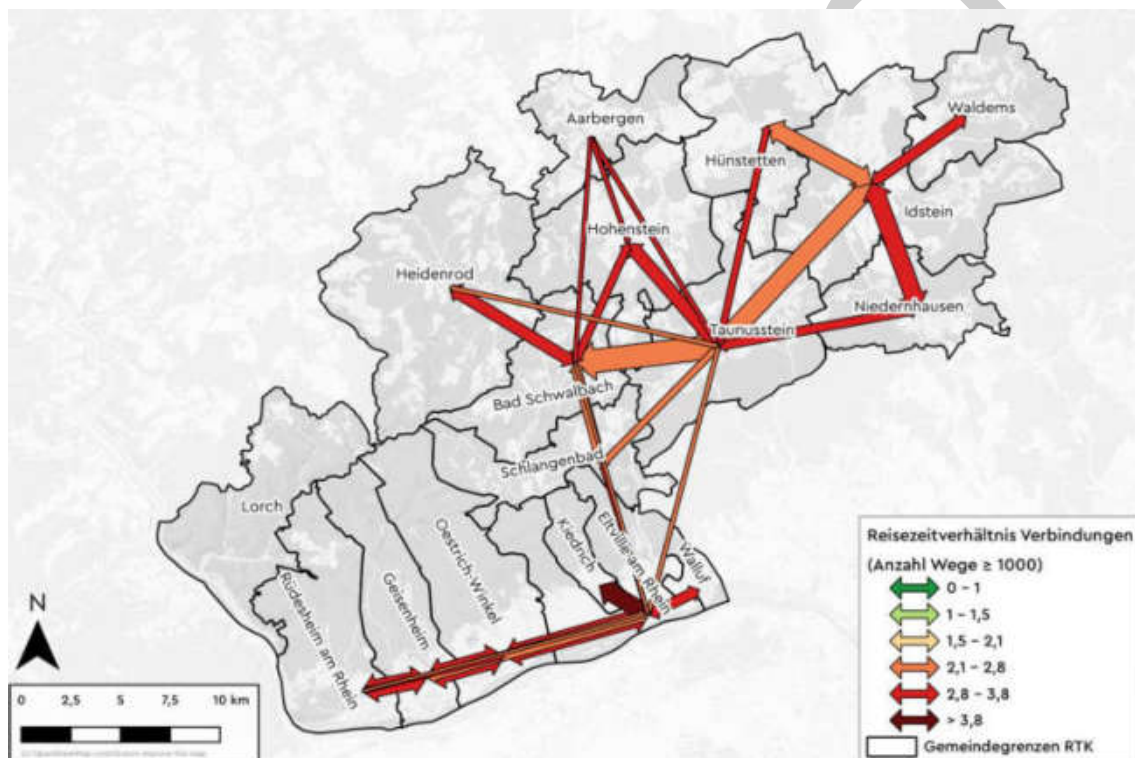 Aarbergen
Waldems
Hünstetten
Idstein
Hohenstein
Heidenrod
Niedernhausen
Taunusstein
Bad Schwalbach
Schlangenbad
Lorch
Oestrich-Winkel
Kiedrich
Eltville am Rhein
Walluf
Geisenheim
Rüdesheim am Rhein
N
0 2,5 5 7,5 10 km
Reisezeitverhältnis Verbindungen
(Anzahl Wege ≥ 1000)
0 – 1
1 – 1,5
1,5 – 2,1
2,1 – 2,8
2,8 – 3,8
> 3,8
Gemeindegrenzen RTK